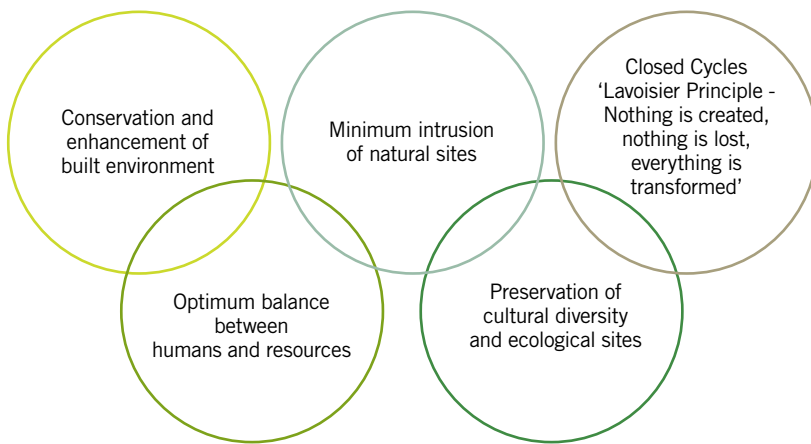 Conservation and
enhancement of
built environment
Minimum intrusion
of natural sites
Closed Cycles
‘Lavoisier Principle -
Nothing is created,
nothing is lost,
everything is
transformed’
Optimum balance
between
humans and resources
Preservation of
cultural diversity
and ecological sites